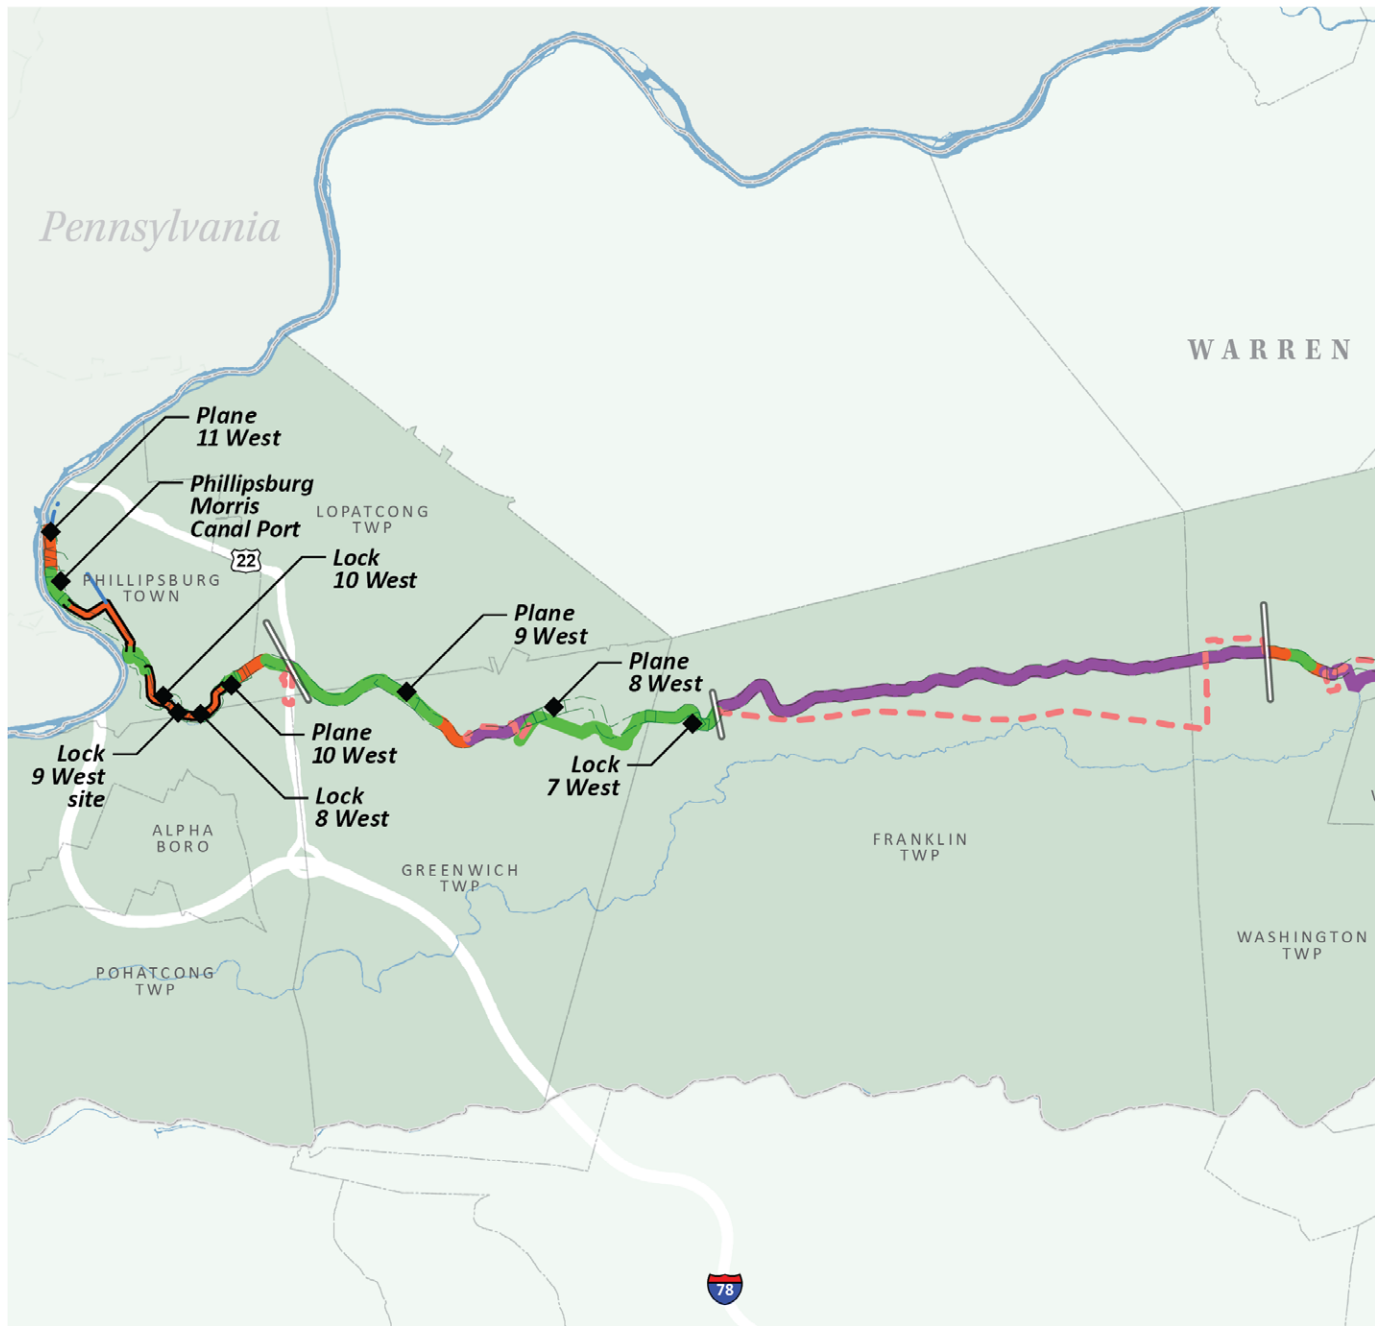 Pennsylvania
WARREN
Plane
11 West
Phillipsburg
Morris
Canal Port
LOPATCONG
TWP
22
Lock
10 West
PHILLIPSBURG
TOWN
Plane
9 West
Plane
8 West
Plane
10 West
Lock
9 West
site
Lock
7 West
Lock
8 West
ALPHA
BORO
FRANKLIN
TWP
GREENWICH
TWP
WASHINGTON
TWP
POHATCONG
TWP
78